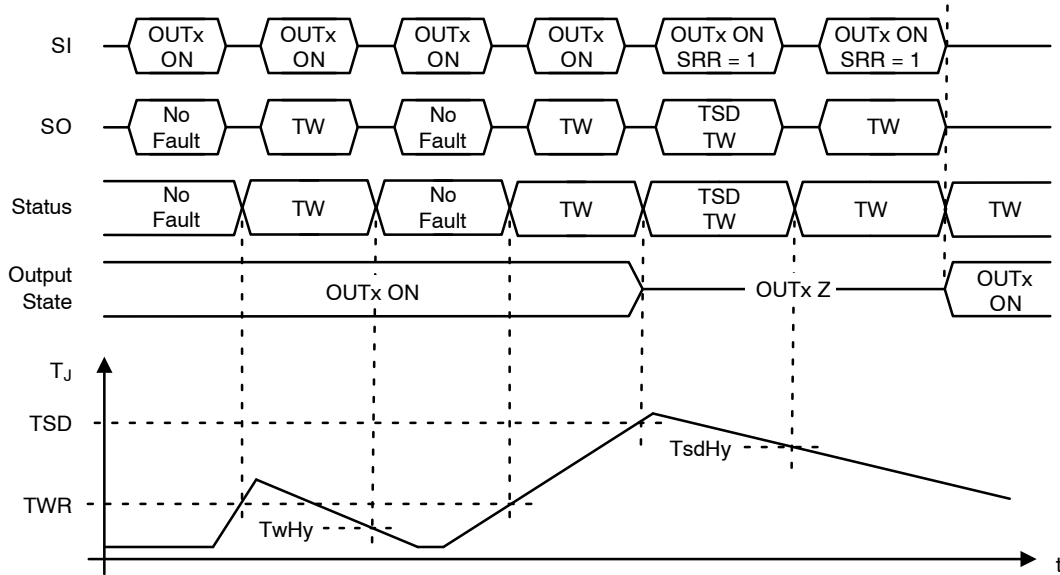 SI
OUTx
ON
OUTx
ON
OUTx
ON
OUTx
ON
OUTx ON
SRR = 1
OUTx ON
SRR = 1
SO
No
Fault
TW
No
Fault
TW
TSD
TW
TW
Status
No
Fault
TW
No
Fault
TW
TSD
TW
TW
TW
Output
State
OUTx ON
OUTx Z
OUTx
ON
TJ
TSD
TsdHy
TWR
TwHy
t